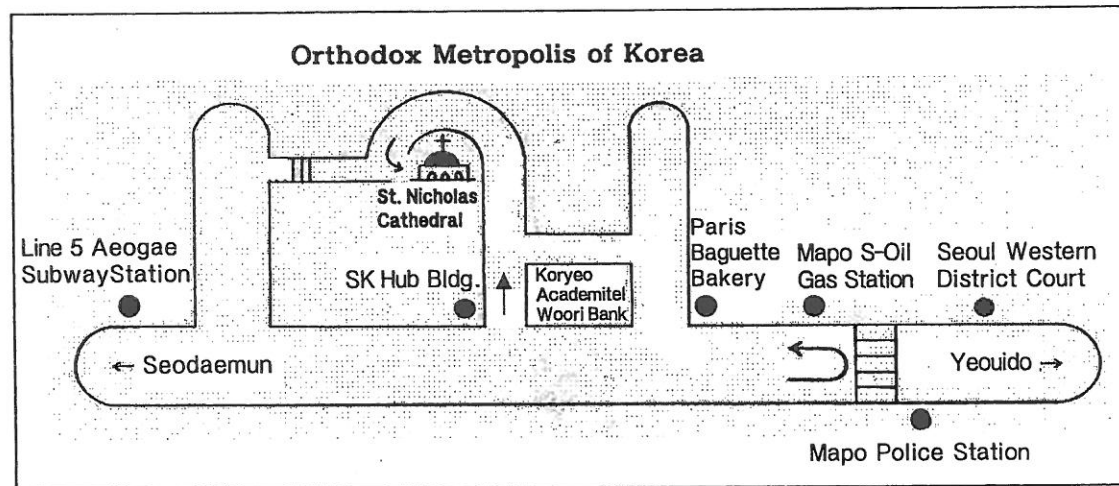 Orthodox Metropolis of Korea
St. Nicholas
Cathedral
Line 5 Aeogae
SubwayStation
SK Hub Bldg.
Koryeo
Academitel
Woori Bank
Paris
Baguette
Bakery
Mapo S-Oil
Gas Station
Seoul Western
District Court
← Seodaemun
Yeouido →
Mapo Police Station